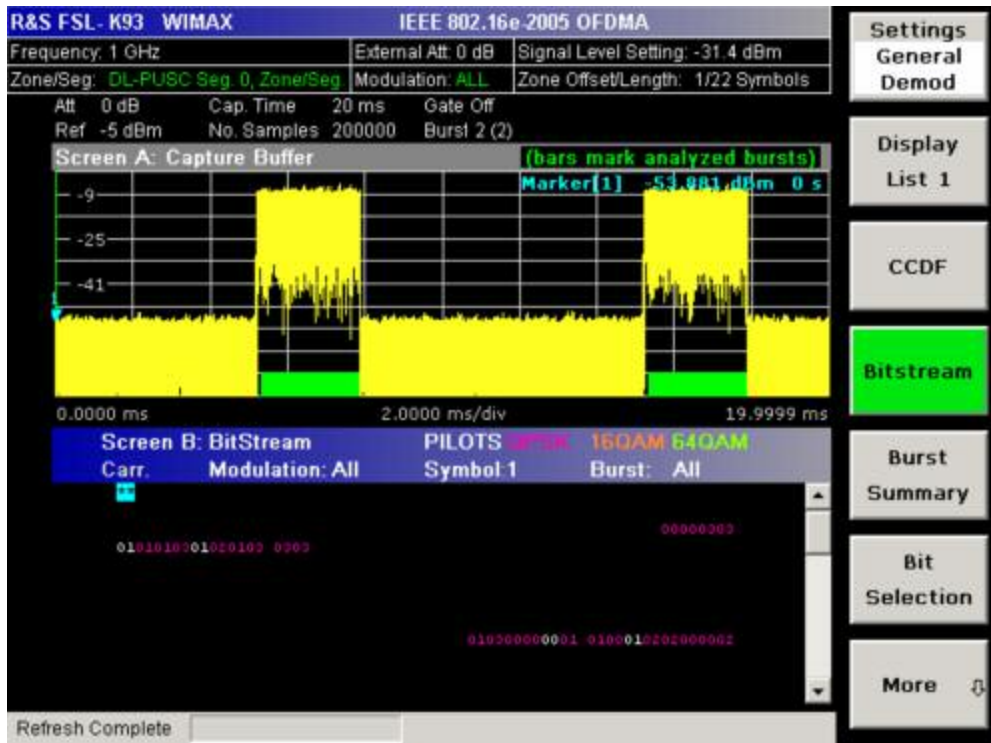 R&S FSL-K93 WIMAX IEEE 802.16e-2005 OFDMA
Frequency: 1 GHz External Att: 0 dB Signal Level Setting: -31.4 dBm
Zone/Seg: DL-PUSC Seg. 0, Zone/Seg Modulation: ALL Zone Offset/Length: 1/22 Symbols
Att 0 dB Cap. Time 20 ms Gate Off
Ref -5 dBm No. Samples 200000 Burst 2 (2)
Screen A: Capture Buffer (bars mark analyzed bursts)
Marker[1] -53.881 dBm 0 s
-9
-25
-41
1
0.0000 ms 2.0000 ms/div 19.9999 ms
Screen B: BitStream PILOTS QPSK 16QAM 64QAM
Carr. Modulation: All Symbol:1 Burst: All
**
Refresh Complete
Settings
General
Demod
Display
List 1
CCDF
Bitstream
Burst
Summary
Bit
Selection
More